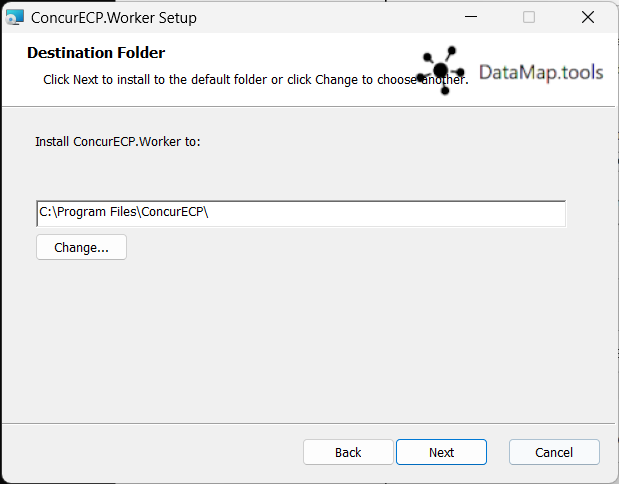 ConcurECP.Worker Setup
Destination Folder
Click Next to install to the default folder or click Change to choose another.
DataMap.tools
Install ConcurECP.Worker to:
C:\Program Files\ConcurECP\
Change...
Back
Next
Cancel